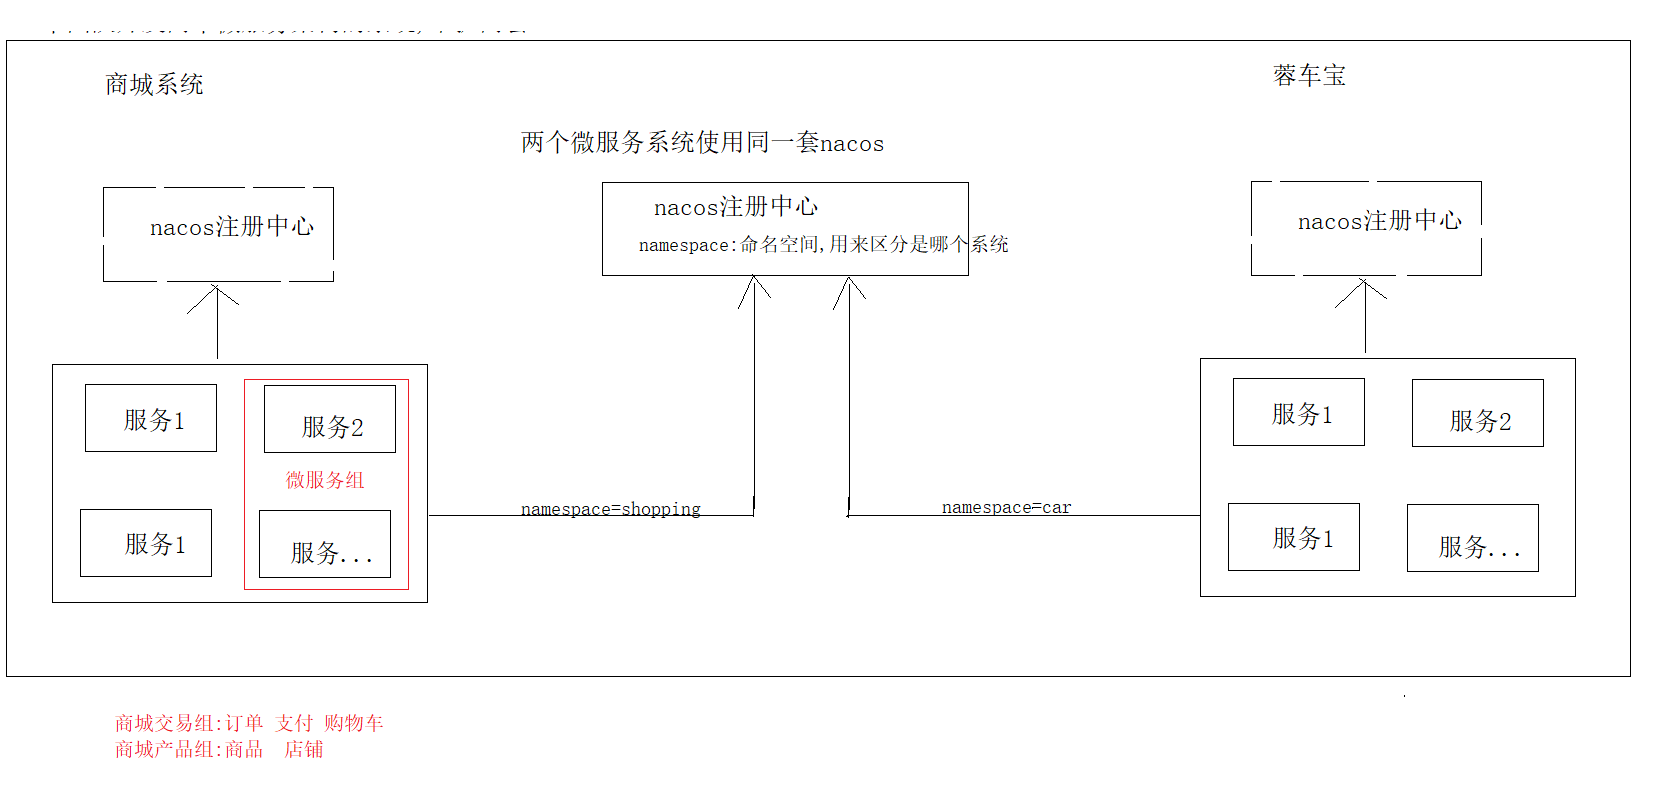 商城系统
蓉车宝
两个微服务系统使用同一套nacos
nacos注册中心
nacos注册中心
namespace:命名空间,用来区分是哪个系统
nacos注册中心
服务1
服务2
微服务组
服务1
服务...
namespace=shopping
namespace=car
服务1
服务2
服务1
服务...
商城交易组:订单 支付 购物车
商城产品组:商品 店铺